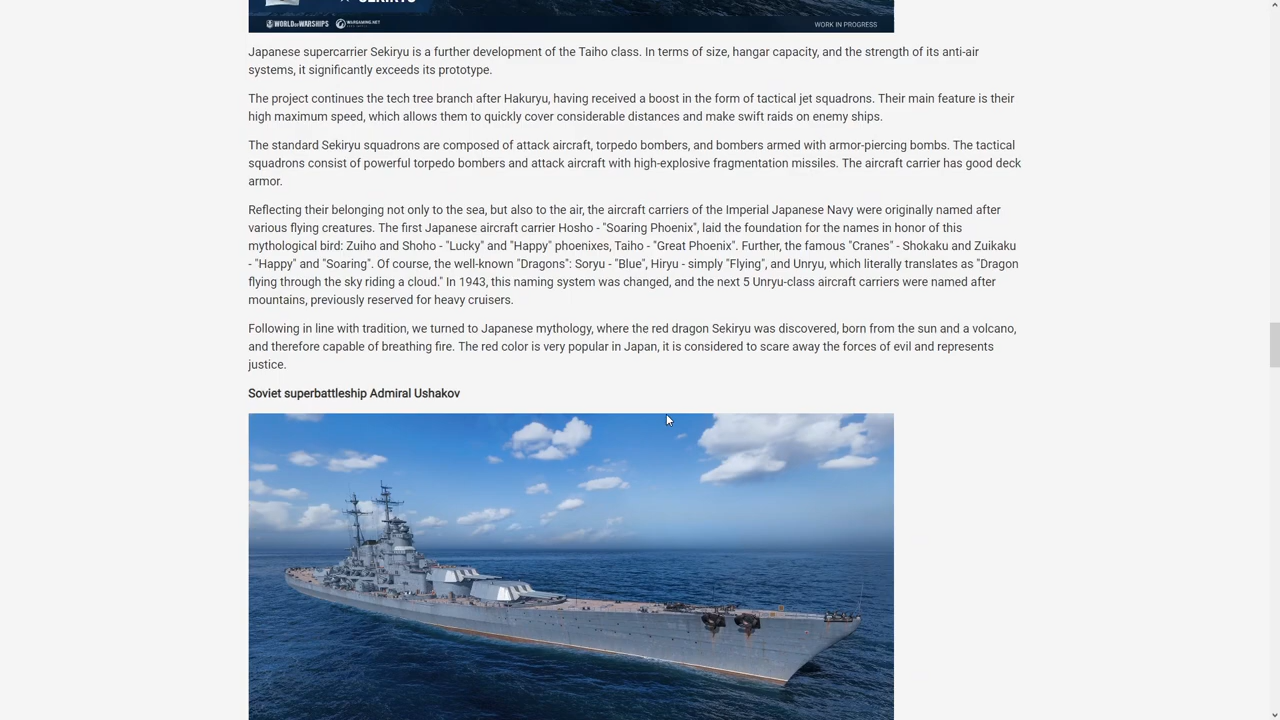 WORLD OF WARSHIPS WARGAMING.NET
WORK IN PROGRESS
Japanese supercarrier Sekiryu is a further development of the Taiho class. In terms of size, hangar capacity, and the strength of its anti-air
systems, it significantly exceeds its prototype.
The project continues the tech tree branch after Hakuryu, having received a boost in the form of tactical jet squadrons. Their main feature is their
high maximum speed, which allows them to quickly cover considerable distances and make swift raids on enemy ships.
The standard Sekiryu squadrons are composed of attack aircraft, torpedo bombers, and bombers armed with armor-piercing bombs. The tactical
squadrons consist of powerful torpedo bombers and attack aircraft with high-explosive fragmentation missiles. The aircraft carrier has good deck
armor.
Reflecting their belonging not only to the sea, but also to the air, the aircraft carriers of the Imperial Japanese Navy were originally named after
various flying creatures. The first Japanese aircraft carrier Hosho - "Soaring Phoenix", laid the foundation for the names in honor of this
mythological bird: Zuiho and Shoho - "Lucky" and "Happy" phoenixes, Taiho - "Great Phoenix". Further, the famous "Cranes" - Shokaku and Zuikaku
- "Happy" and "Soaring". Of course, the well-known "Dragons": Soryu - "Blue", Hiryu - simply "Flying", and Unryu, which literally translates as "Dragon
flying through the sky riding a cloud." In 1943, this naming system was changed, and the next 5 Unryu-class aircraft carriers were named after
mountains, previously reserved for heavy cruisers.
Following in line with tradition, we turned to Japanese mythology, where the red dragon Sekiryu was discovered, born from the sun and a volcano,
and therefore capable of breathing fire. The red color is very popular in Japan, it is considered to scare away the forces of evil and represents
justice.
Soviet superbattleship Admiral Ushakov